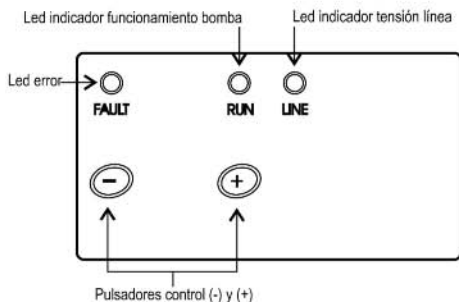 Led indicador funcionamiento bomba
Led indicador tensión línea
Led error
FAULT
RUN
LINE
−
+
Pulsadores control (-) y (+)